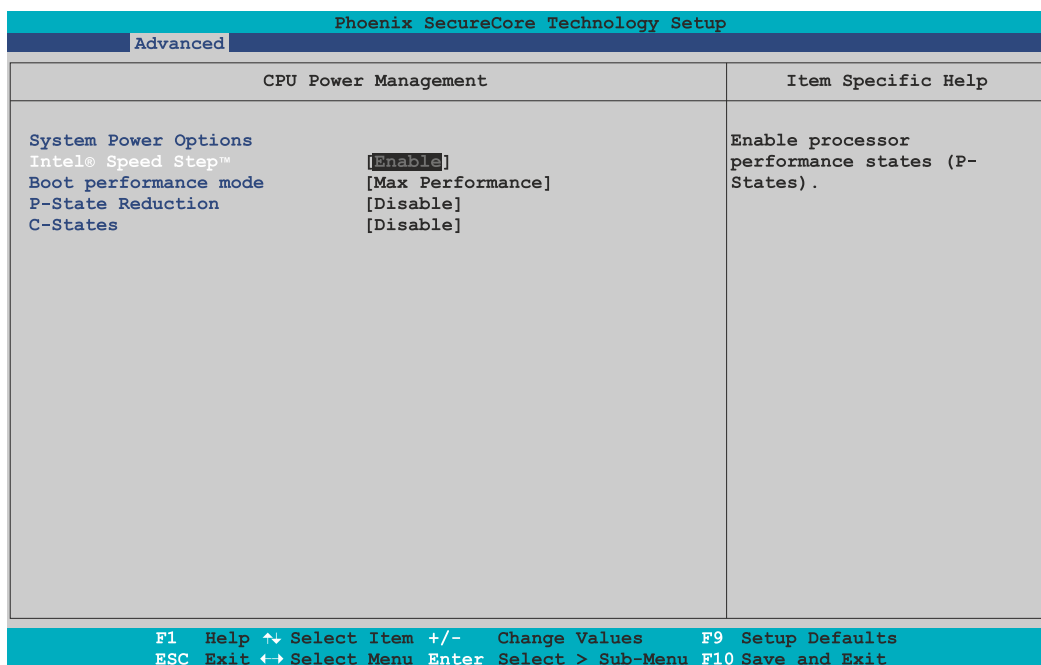 Phoenix SecureCore Technology Setup
Advanced
CPU Power Management
Item Specific Help
System Power Options
Intel® Speed Step™ [Enable]
Boot performance mode [Max Performance]
P-State Reduction [Disable]
C-States [Disable]
Enable processor
performance states (P-
States).
F1 Help ↑↓ Select Item +/- Change Values F9 Setup Defaults
ESC Exit ←→ Select Menu Enter Select > Sub-Menu F10 Save and Exit